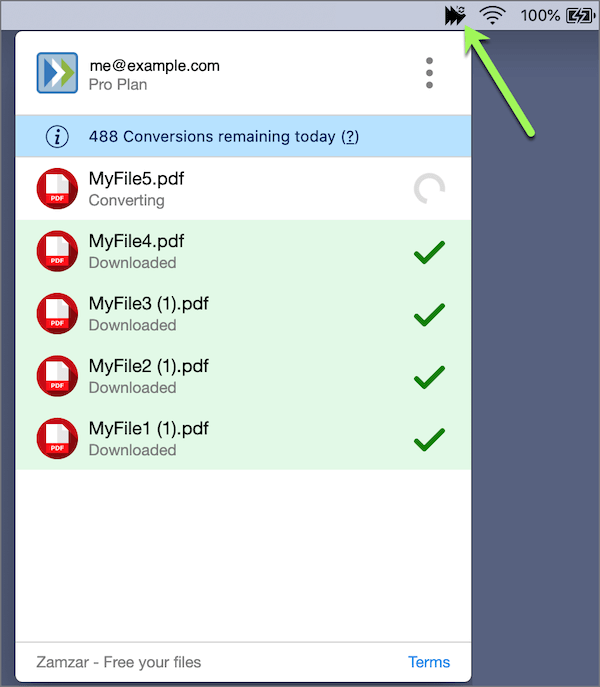 100%
me@example.com
Pro Plan
488 Conversions remaining today (?)
MyFile5.pdf
Converting
PDF
MyFile4.pdf
Downloaded
PDF
MyFile3 (1).pdf
Downloaded
PDF
MyFile2 (1).pdf
Downloaded
PDF
MyFile1 (1).pdf
Downloaded
PDF
Zamzar - Free your files
Terms